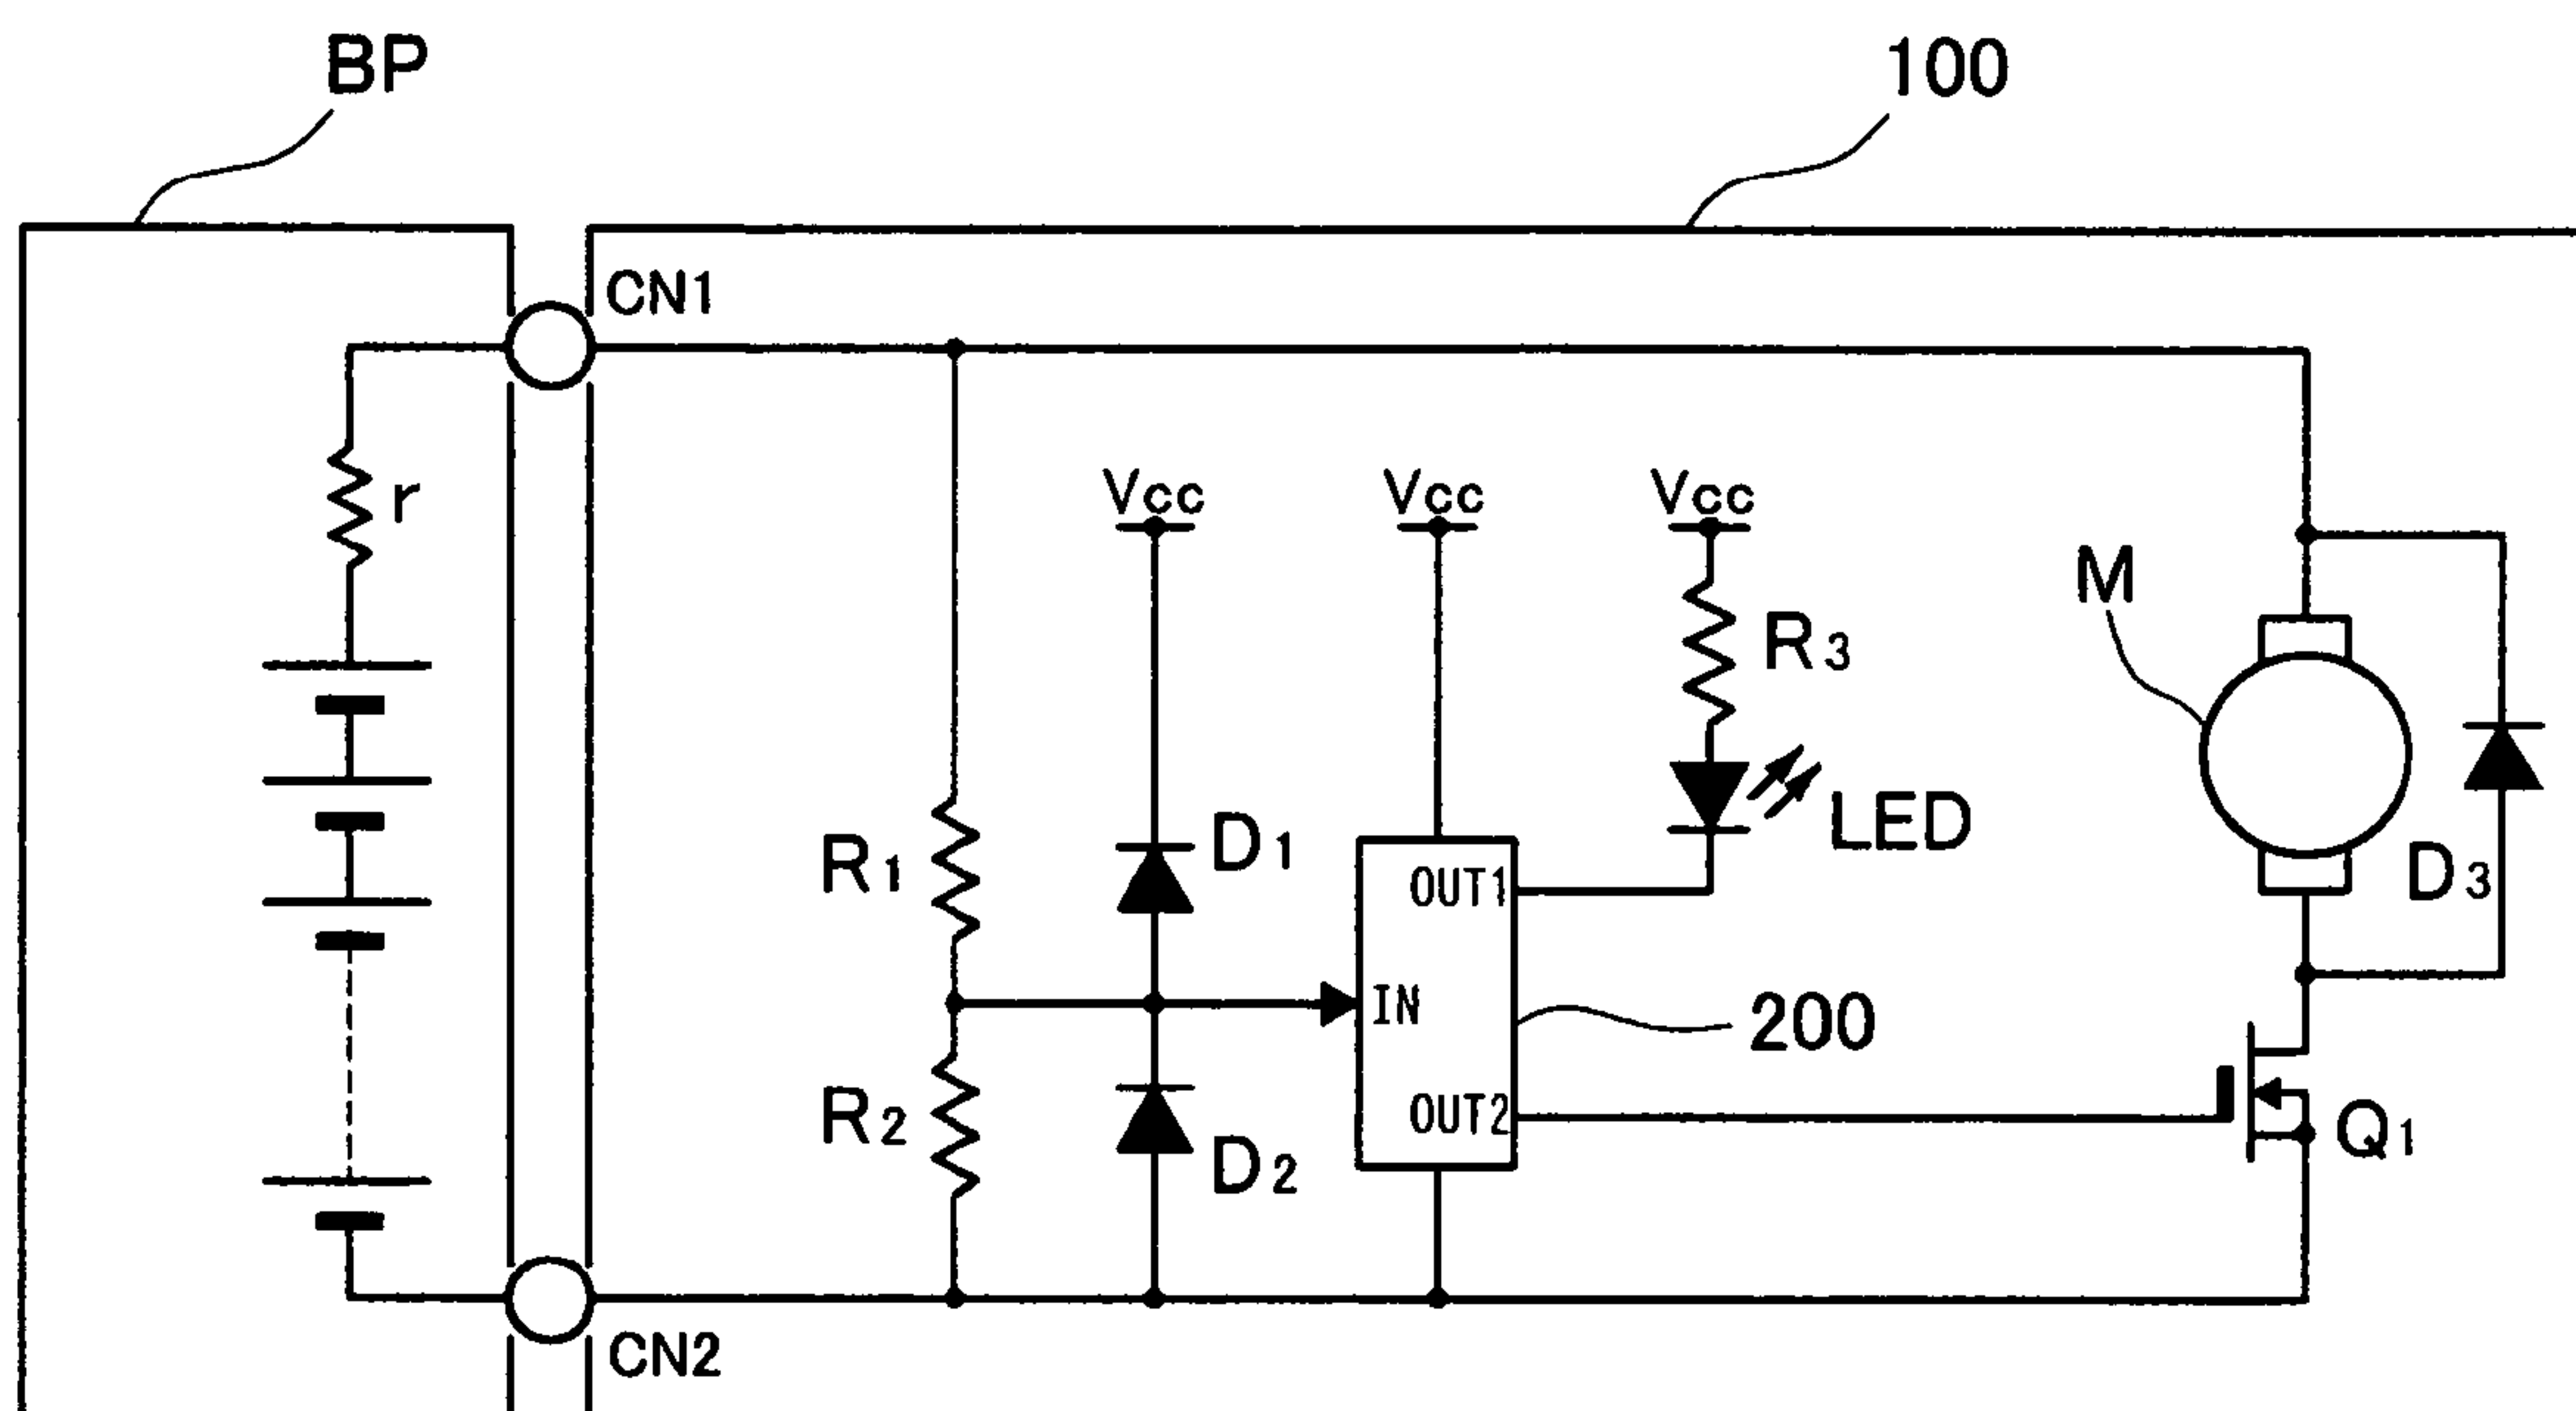 BP
100
CN1
r
Vcc
Vcc
Vcc
M
R3
R1
D1
LED
OUT1
D3
IN
200
R2
OUT2
D2
Q1
CN2